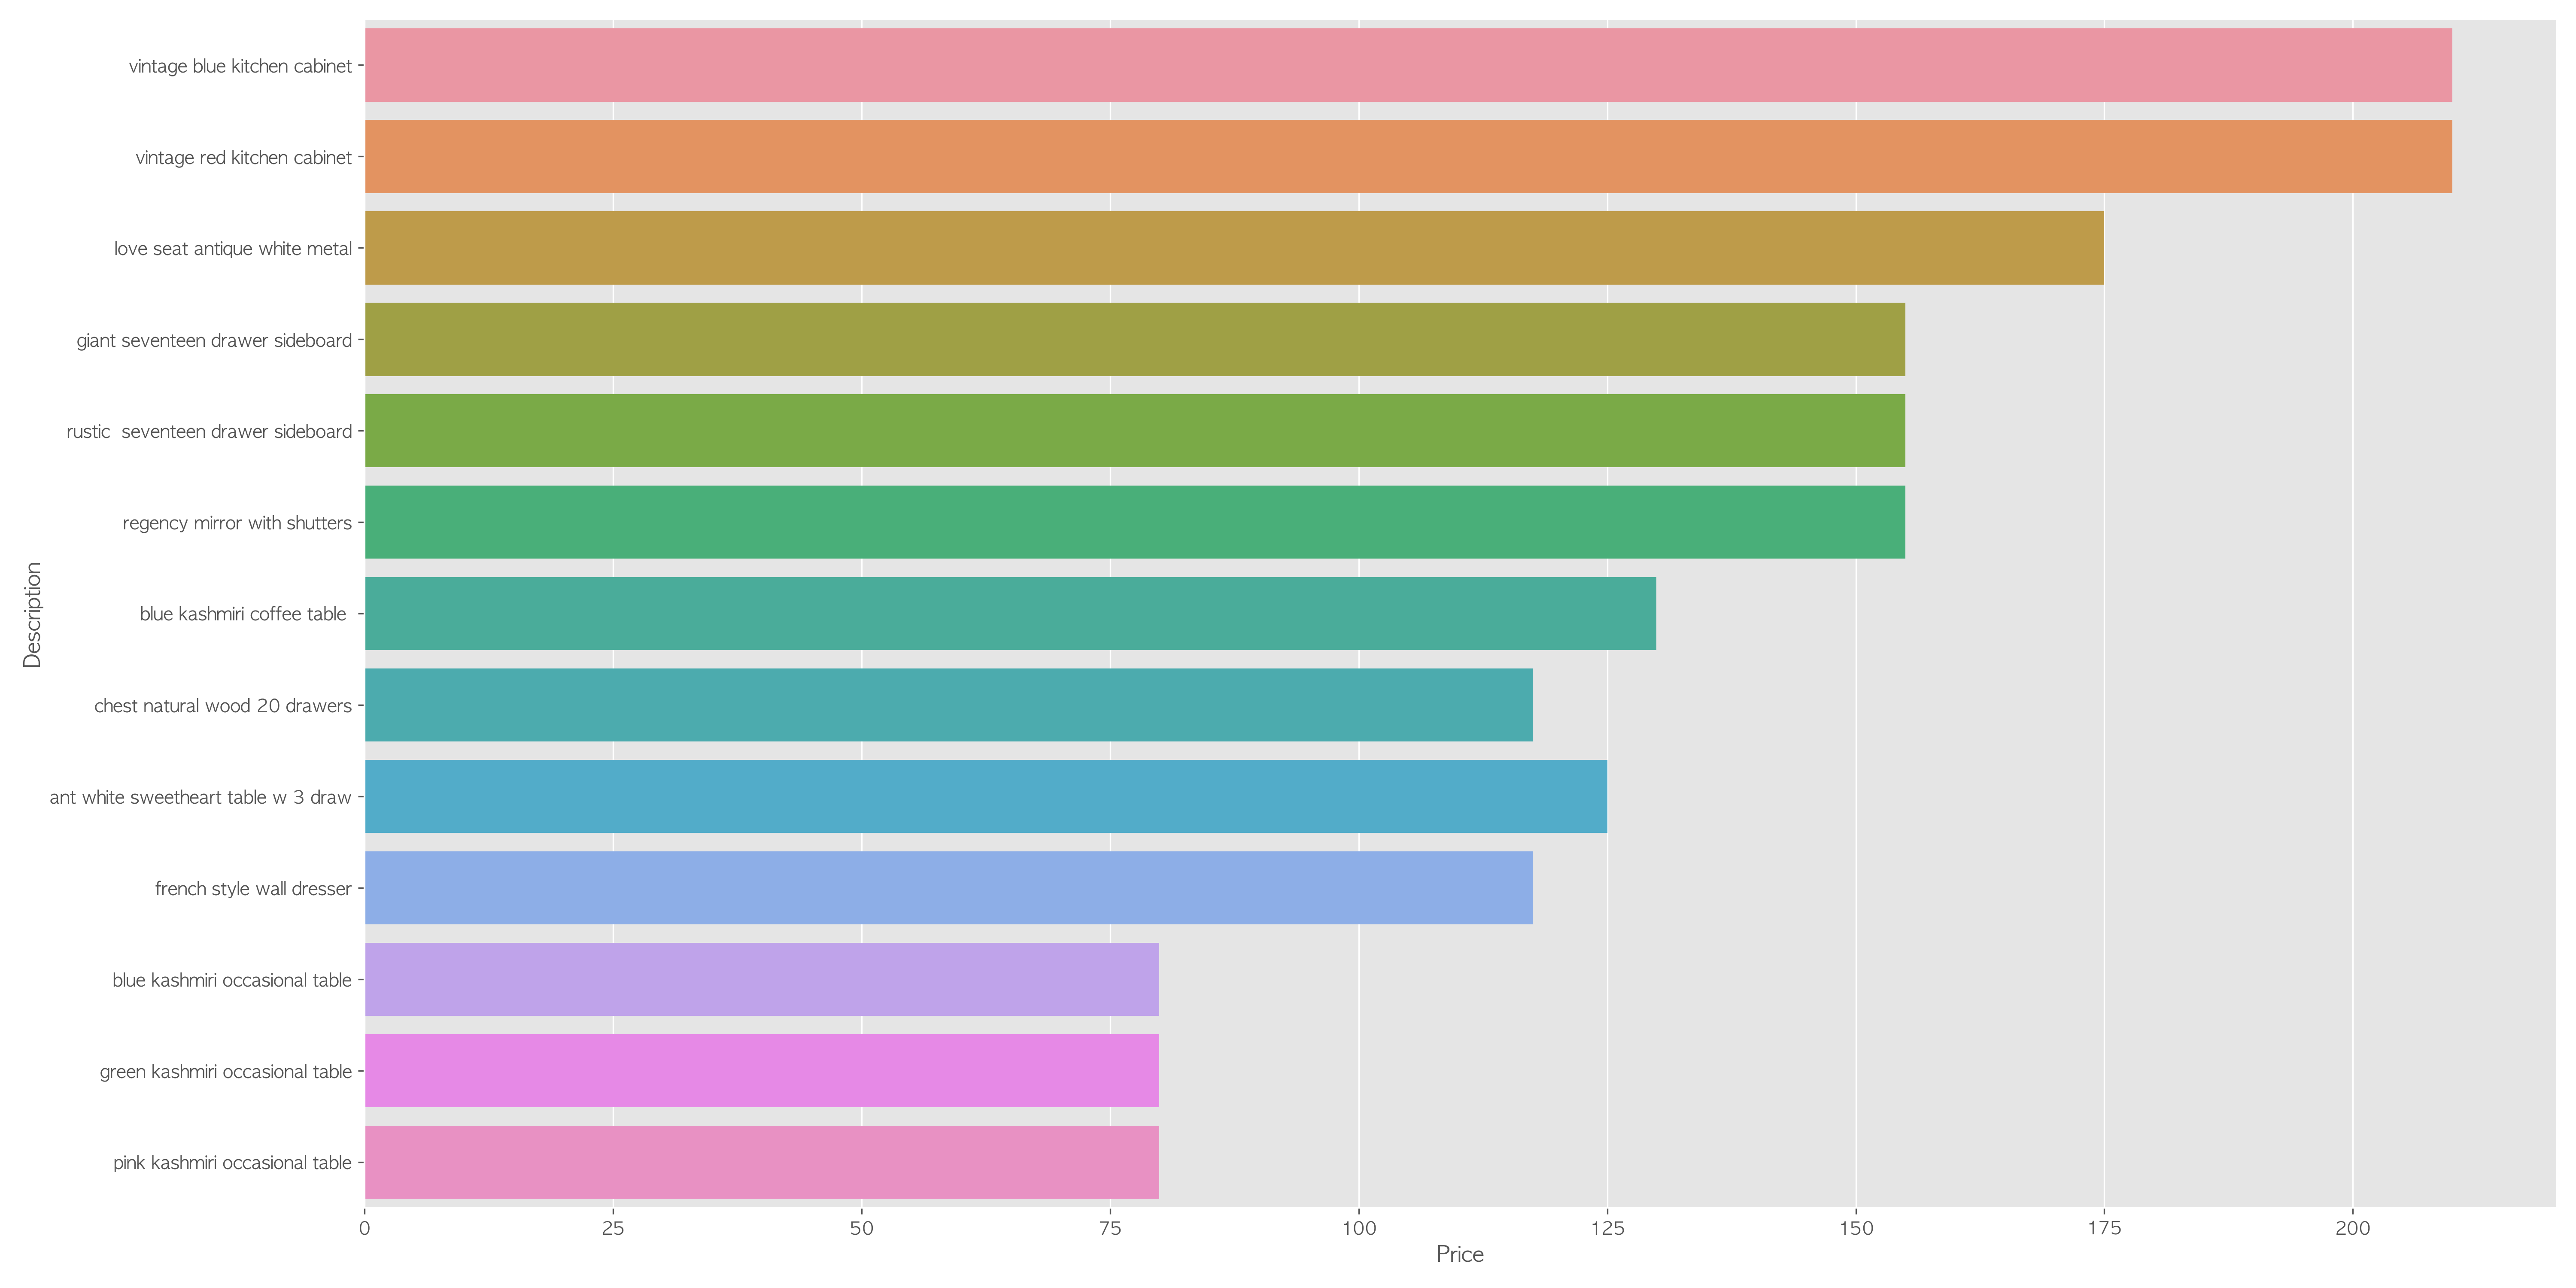 vintage blue kitchen cabinet
vintage red kitchen cabinet
love seat antique white metal
giant seventeen drawer sideboard
rustic  seventeen drawer sideboard
regency mirror with shutters
blue kashmiri coffee table
chest natural wood 20 drawers
ant white sweetheart table w 3 draw
french style wall dresser
blue kashmiri occasional table
green kashmiri occasional table
pink kashmiri occasional table
Description
0 25 50 75 100 125 150 175 200
Price